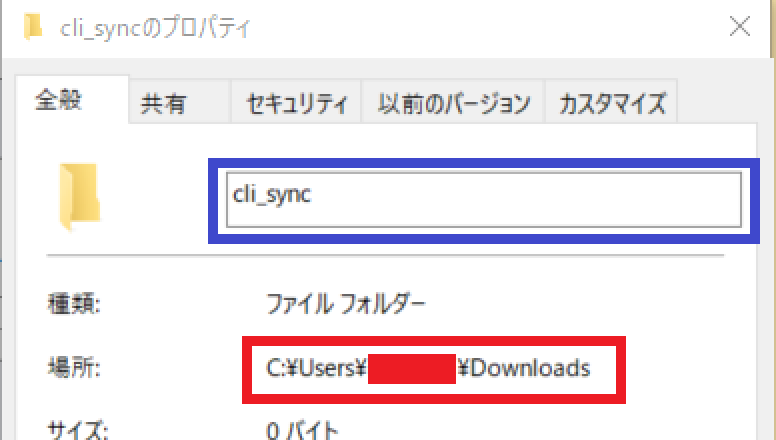 cli_syncのプロパティ
全般 共有 セキュリティ 以前のバージョン カスタマイズ
cli_sync
種類: ファイル フォルダー
場所: C:¥Users¥ ¥Downloads
サイズ: 0 バイト